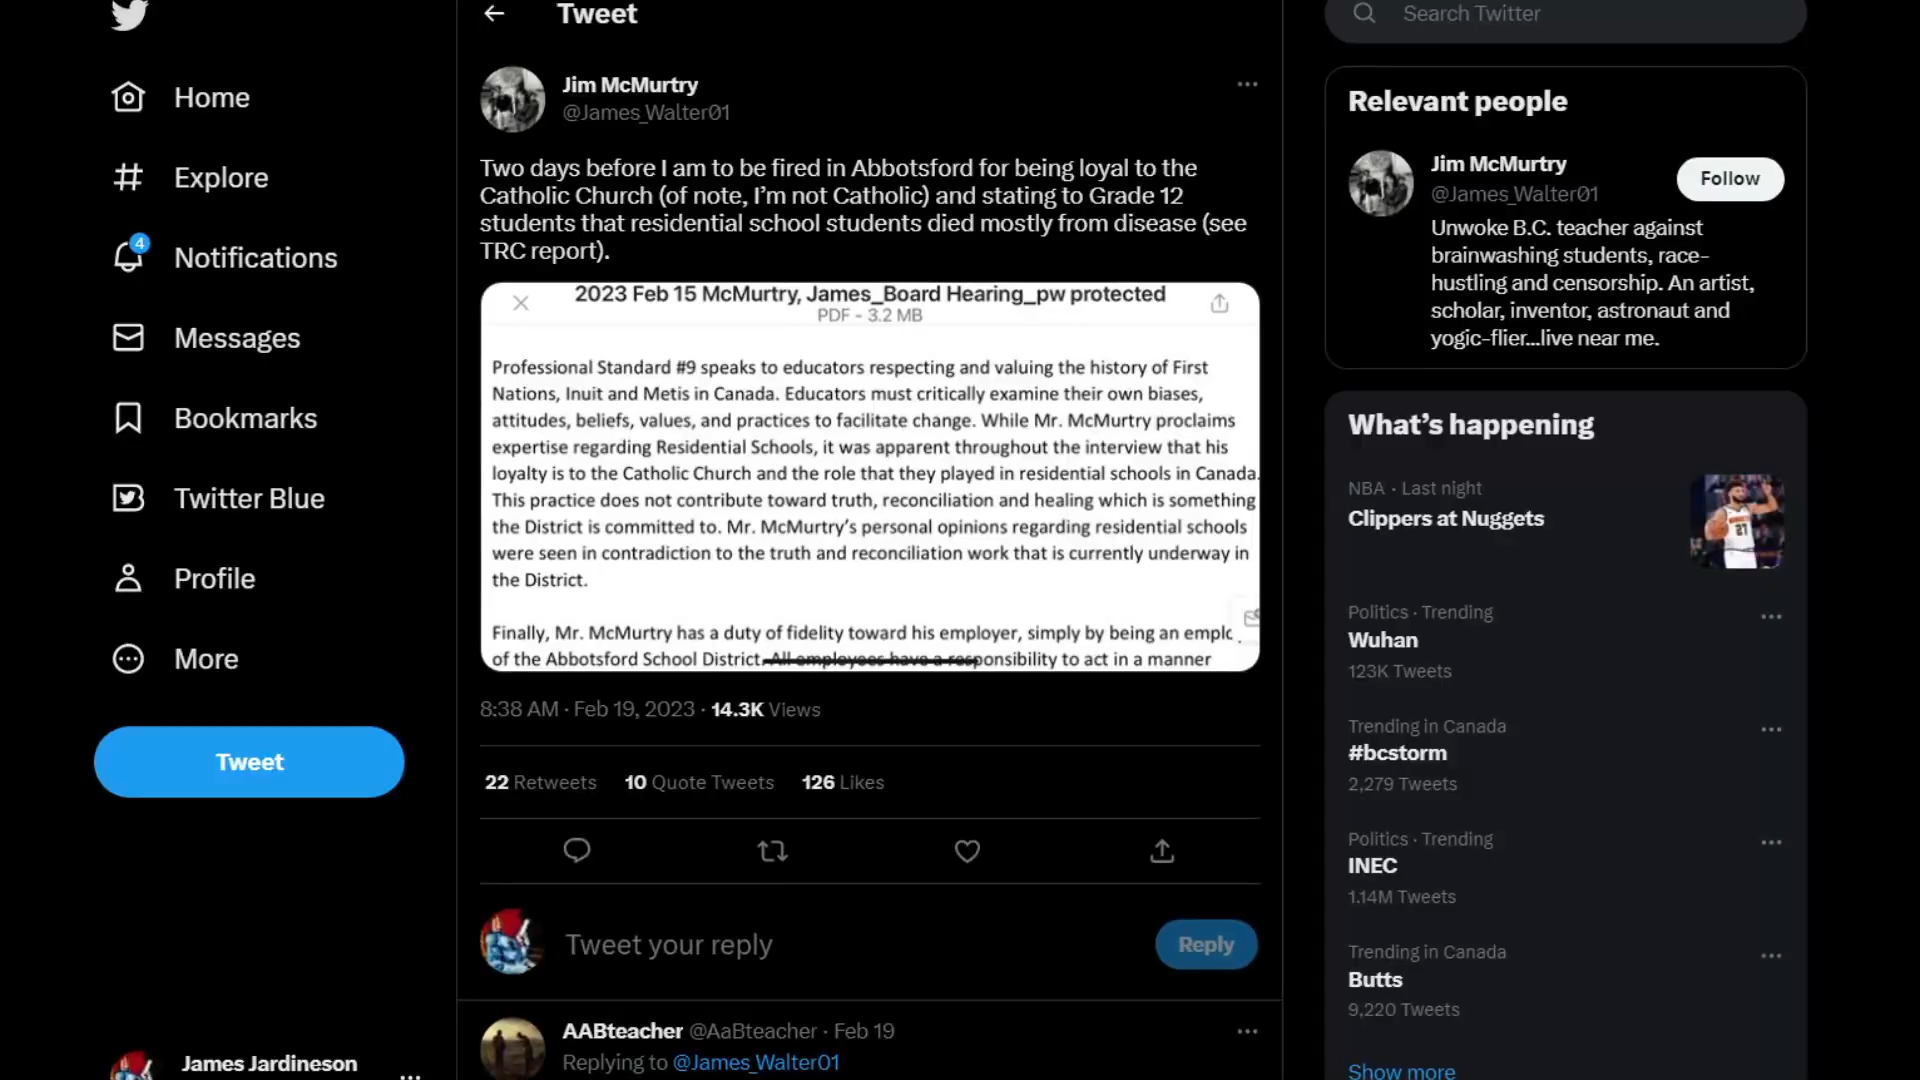 Tweet
Search Twitter
Home
Explore
4
Notifications
Messages
Bookmarks
Twitter Blue
Profile
More
Tweet
James Jardineson
Jim McMurtry
@James_Walter01
Two days before I am to be fired in Abbotsford for being loyal to the
Catholic Church (of note, I’m not Catholic) and stating to Grade 12
students that residential school students died mostly from disease (see
TRC report).
2023 Feb 15 McMurtry, James_Board Hearing_pw protected
PDF - 3.2 MB
Professional Standard #9 speaks to educators respecting and valuing the history of First
Nations, Inuit and Metis in Canada. Educators must critically examine their own biases,
attitudes, beliefs, values, and practices to facilitate change. While Mr. McMurtry proclaims
expertise regarding Residential Schools, it was apparent throughout the interview that his
loyalty is to the Catholic Church and the role that they played in residential schools in Canada.
This practice does not contribute toward truth, reconciliation and healing which is something
the District is committed to. Mr. McMurtry’s personal opinions regarding residential schools
were seen in contradiction to the truth and reconciliation work that is currently underway in
the District.
Finally, Mr. McMurtry has a duty of fidelity toward his employer, simply by being an emplo
of the Abbotsford School District. All employees have a responsibility to act in a manner
8:38 AM · Feb 19, 2023 · 14.3K Views
22 Retweets 10 Quote Tweets 126 Likes
Tweet your reply
Reply
AABteacher @AaBteacher · Feb 19
Replying to @James_Walter01
Relevant people
Jim McMurtry
@James_Walter01
Follow
Unwoke B.C. teacher against
brainwashing students, race-
hustling and censorship. An artist,
scholar, inventor, astronaut and
yogic-flier...live near me.
What’s happening
NBA · Last night
Clippers at Nuggets
27
Politics · Trending
Wuhan
123K Tweets
Trending in Canada
#bcstorm
2,279 Tweets
Politics · Trending
INEC
1.14M Tweets
Trending in Canada
Butts
9,220 Tweets
Show more